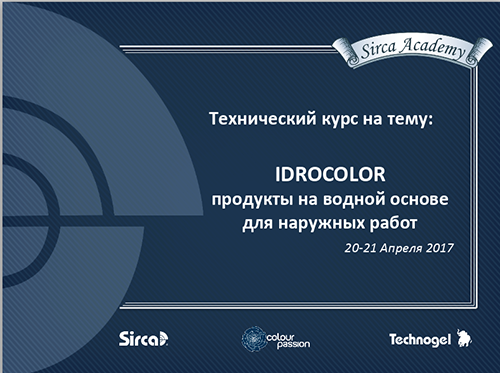 Sirca Academy
Технический курс на тему:
IDROCOLOR
продукты на водной основе
для наружных работ
20-21 Апреля 2017
Sirca
colour
passion
Technogel